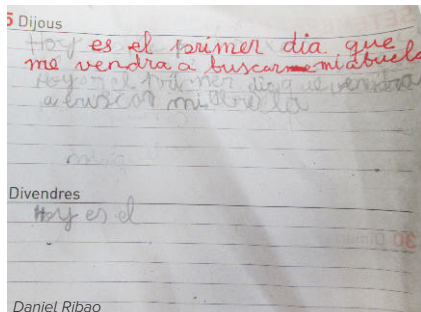 5 Dijous
Hoy es el primer dia que
me vendra a buscar mi abuela
Hoy es el primer dia que vendra
a buscar mi abuela
Divendres
Hoy es el
30
Daniel Ribao